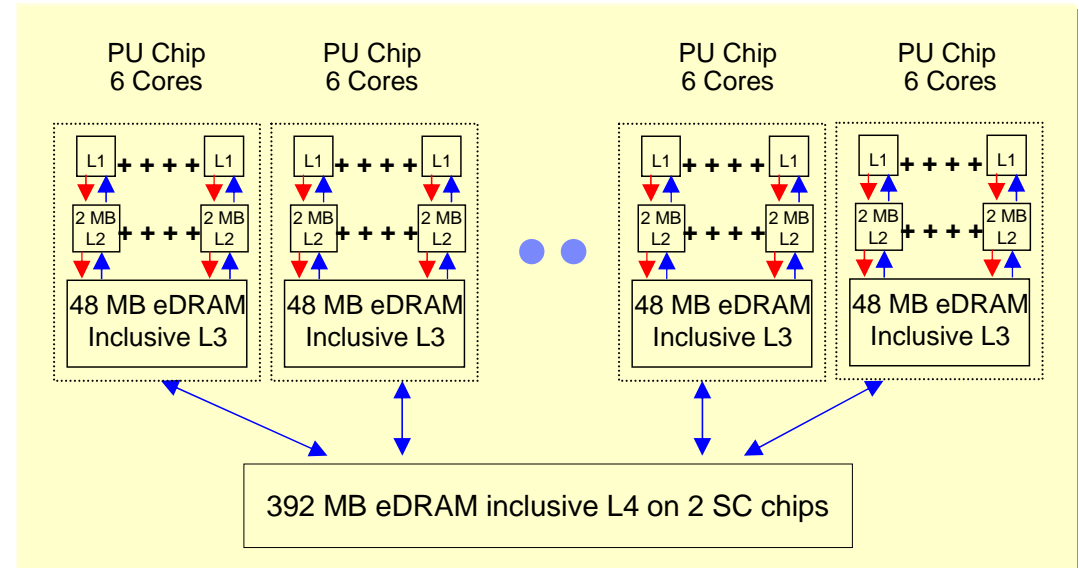 PU Chip
6 Cores
PU Chip
6 Cores
PU Chip
6 Cores
PU Chip
6 Cores
L1 + + + + L1
L1 + + + + L1
L1 + + + + L1
L1 + + + + L1
2 MB
L2 + + + + 2 MB
L2
2 MB
L2 + + + + 2 MB
L2
2 MB
L2 + + + + 2 MB
L2
2 MB
L2 + + + + 2 MB
L2
48 MB eDRAM
Inclusive L3
48 MB eDRAM
Inclusive L3
48 MB eDRAM
Inclusive L3
48 MB eDRAM
Inclusive L3
392 MB eDRAM inclusive L4 on 2 SC chips